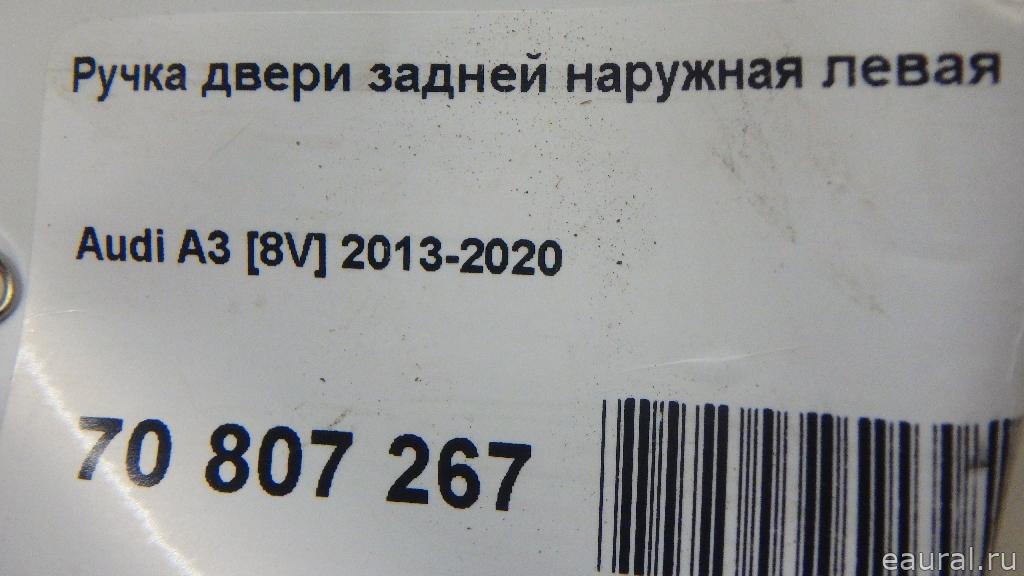 Ручка двери задней наружная левая
Audi A3 [8V] 2013-2020
70 807 267
eaural.ru